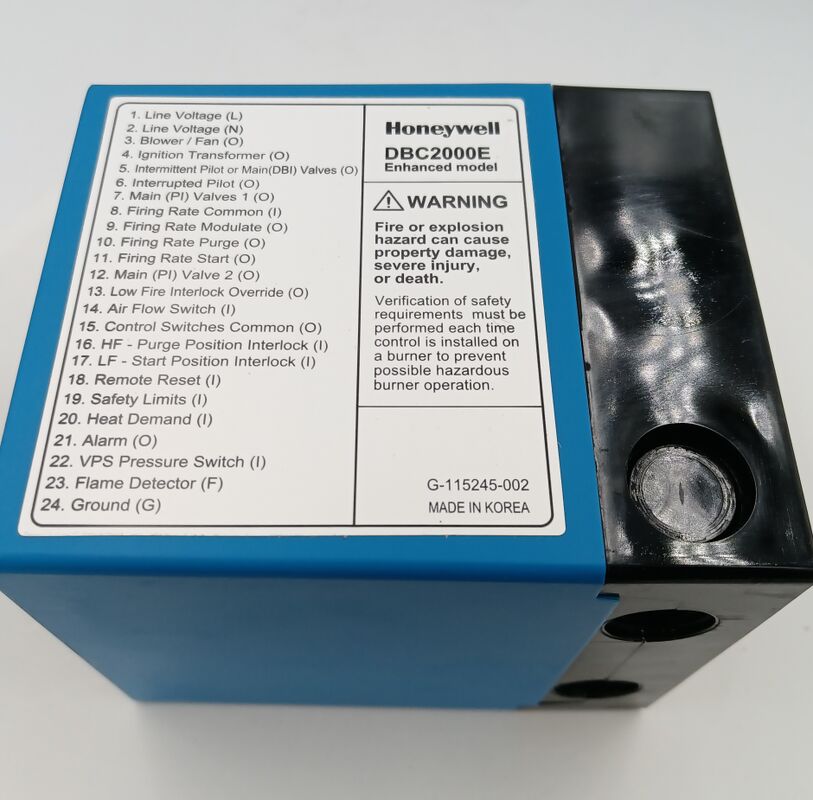 1. Line Voltage (L)
2. Line Voltage (N)
3. Blower / Fan (O)
4. Ignition Transformer (O)
5. Intermittent Pilot or Main(DBI) Valves (O)
6. Interrupted Pilot (O)
7. Main (PI) Valves 1 (O)
8. Firing Rate Common (I)
9. Firing Rate Modulate (O)
10. Firing Rate Purge (O)
11. Firing Rate Start (O)
12. Main (PI) Valve 2 (O)
13. Low Fire Interlock Override (O)
14. Air Flow Switch (I)
15. Control Switches Common (O)
16. HF - Purge Position Interlock (I)
17. LF - Start Position Interlock (I)
18. Remote Reset (I)
19. Safety Limits (I)
20. Heat Demand (I)
21. Alarm (O)
22. VPS Pressure Switch (I)
23. Flame Detector (F)
24. Ground (G)
Honeywell
DBC2000E
Enhanced model
WARNING
Fire or explosion
hazard can cause
property damage,
severe injury,
or death.
Verification of safety
requirements must be
performed each time
control is installed on
a burner to prevent
possible hazardous
burner operation.
G-115245-002
MADE IN KOREA